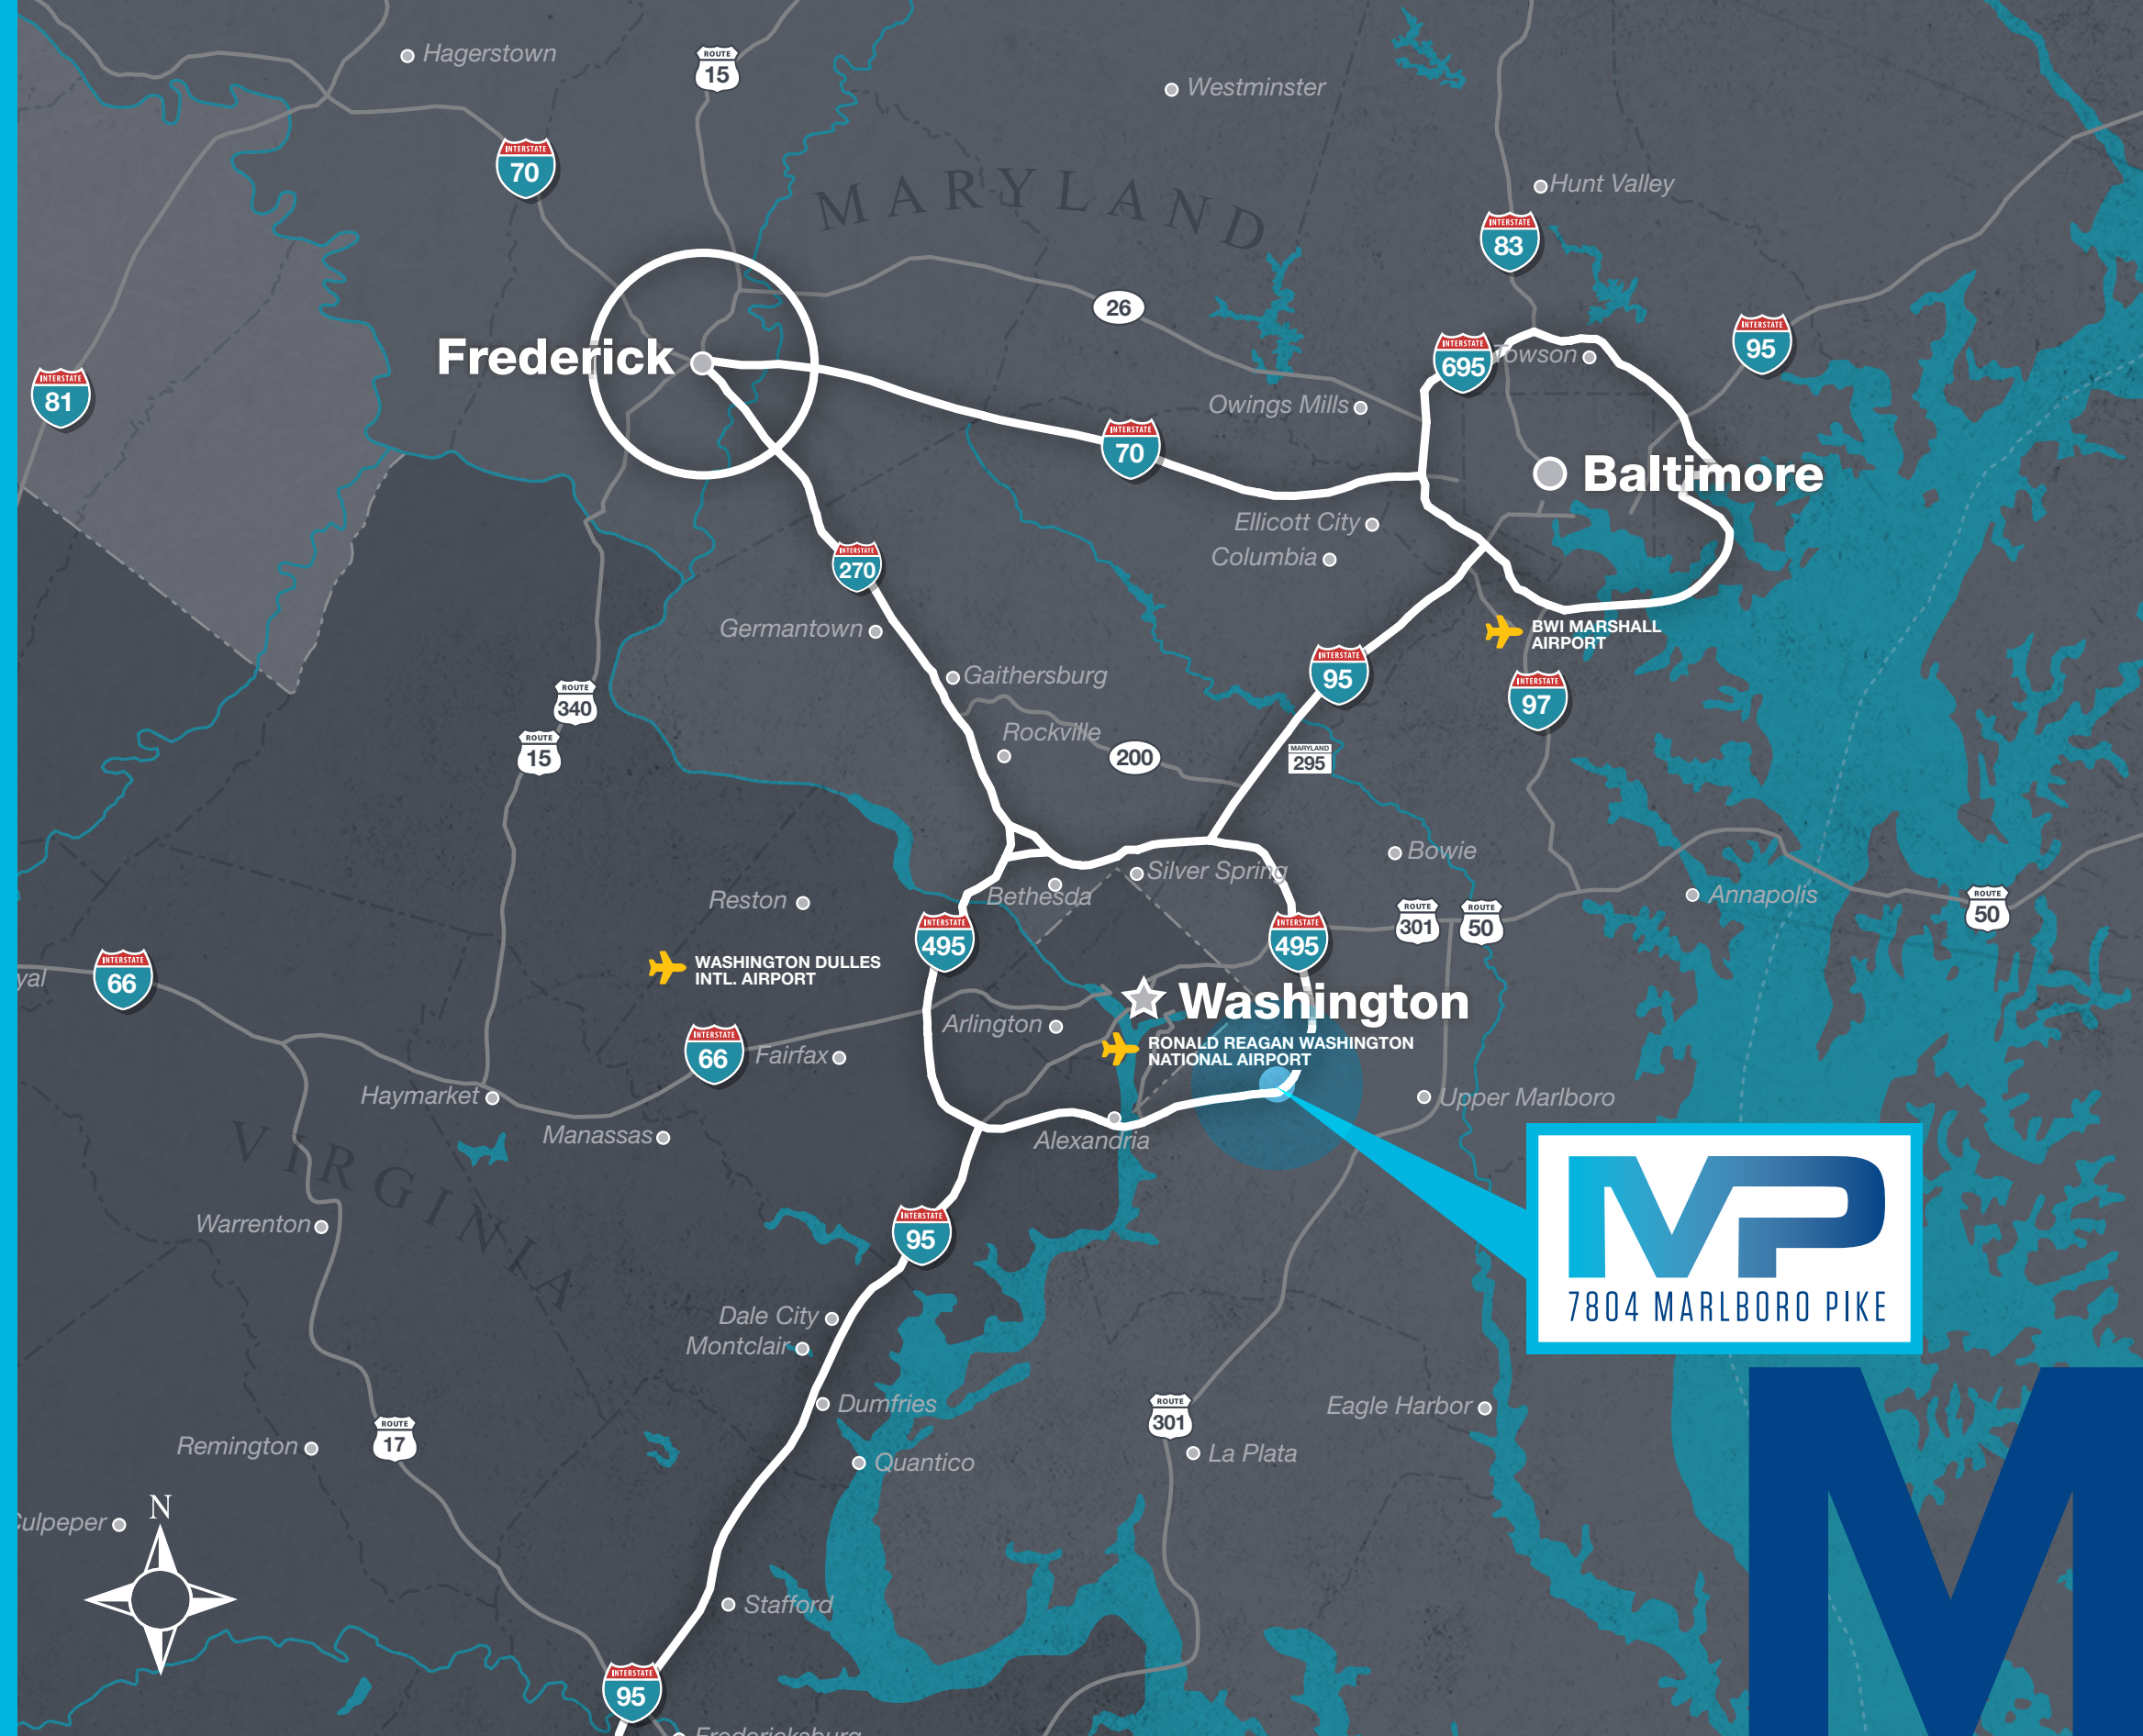 Hagerstown
ROUTE
15
Westminster
INTERSTATE
70
MARYLAND
Hunt Valley
INTERSTATE
83
26
Frederick
INTERSTATE
695
Towson
INTERSTATE
95
INTERSTATE
81
Owings Mills
INTERSTATE
70
Baltimore
Ellicott City
Columbia
INTERSTATE
270
Germantown
BWI MARSHALL
AIRPORT
Gaithersburg
INTERSTATE
95
INTERSTATE
97
ROUTE
340
ROUTE
15
Rockville
200
MARYLAND
295
Bowie
Silver Spring
Bethesda
Reston
Annapolis
INTERSTATE
495
INTERSTATE
495
ROUTE
301
ROUTE
50
ROUTE
50
WASHINGTON DULLES
INTL. AIRPORT
yal
INTERSTATE
66
Washington
Arlington
RONALD REAGAN WASHINGTON
NATIONAL AIRPORT
INTERSTATE
66
Fairfax
Haymarket
Upper Marlboro
Manassas
Alexandria
VIRGINIA
MP
7804 MARLBORO PIKE
Warrenton
INTERSTATE
95
Dale City
Montclair
Dumfries
ROUTE
301
Eagle Harbor
ROUTE
17
Remington
Quantico
La Plata
N
Culpeper
Stafford
INTERSTATE
95
Fredericksburg
M